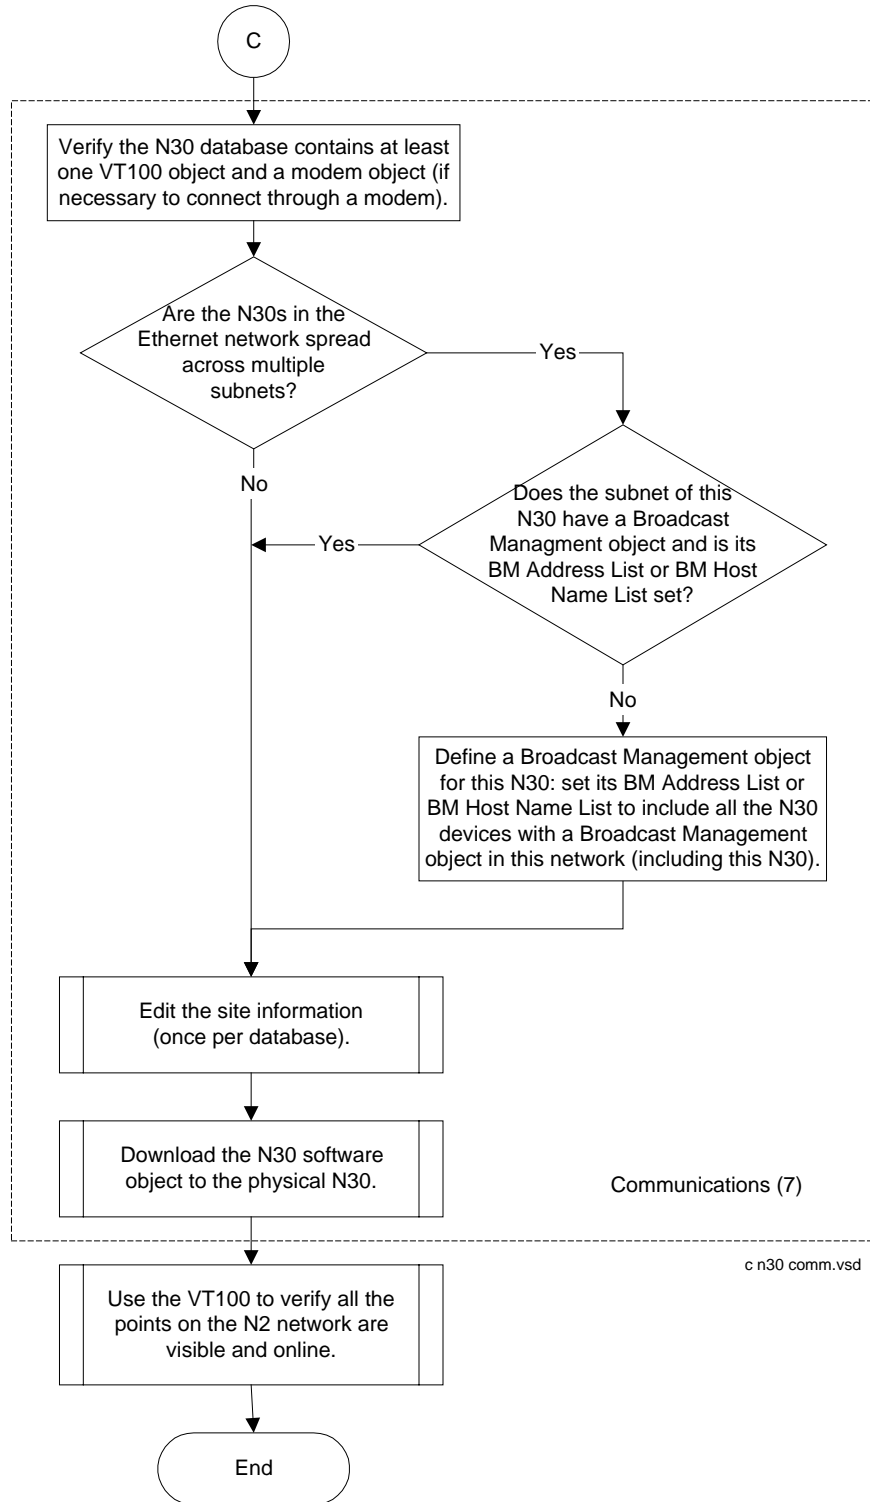 C
Verify the N30 database contains at least
one VT100 object and a modem object (if
necessary to connect through a modem).
Are the N30s in the
Ethernet network spread
across multiple
subnets?
Yes
No
Does the subnet of this
N30 have a Broadcast
Managment object and is its
BM Address List or BM Host
Name List set?
Yes
No
Define a Broadcast Management object
for this N30: set its BM Address List or
BM Host Name List to include all the N30
devices with a Broadcast Management
object in this network (including this N30).
Edit the site information
(once per database).
Download the N30 software
object to the physical N30.
Communications (7)
c n30 comm.vsd
Use the VT100 to verify all the
points on the N2 network are
visible and online.
End